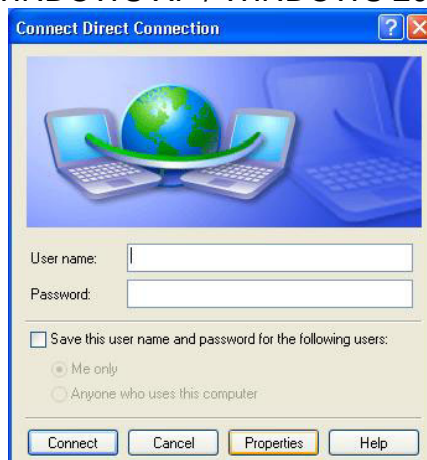 Connect Direct Connection
User name:
Password:
Save this user name and password for the following users:
Me only
Anyone who uses this computer
Connect Cancel Properties Help